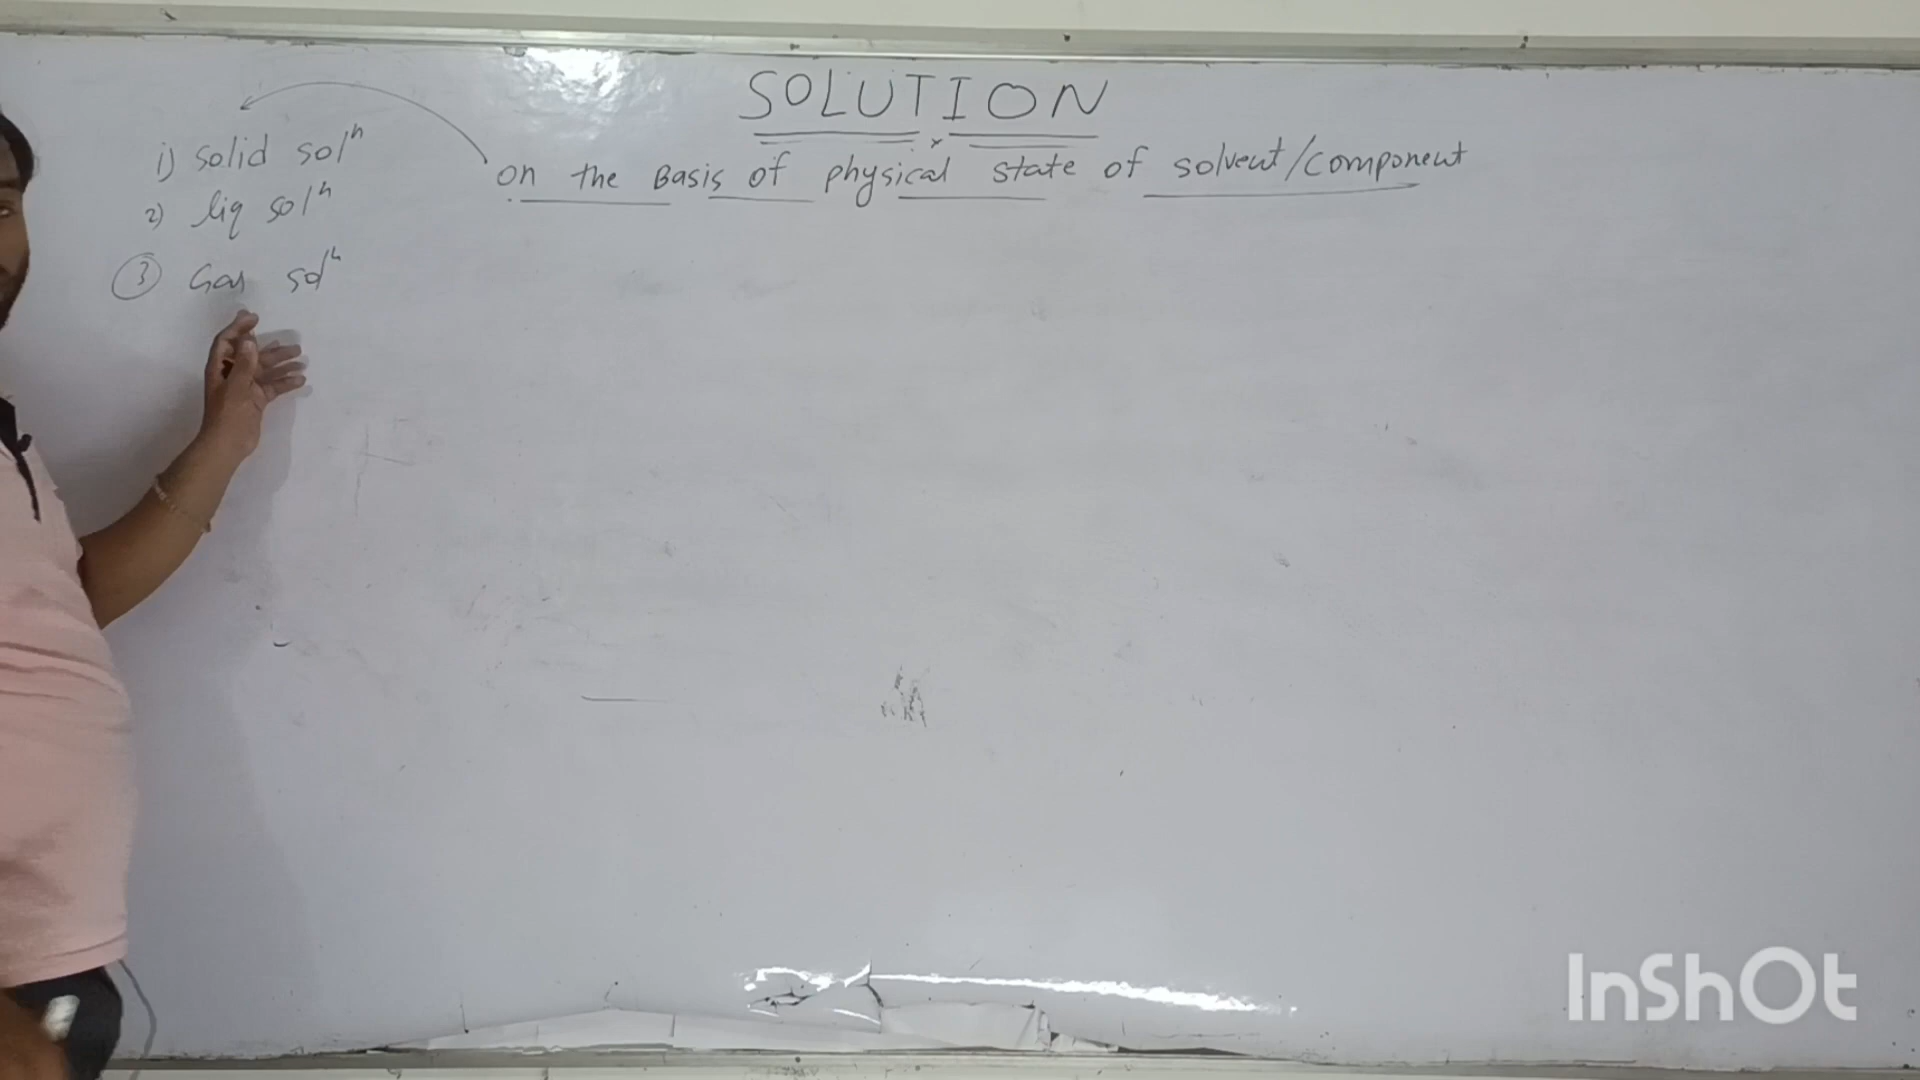 SOLUTION
on the Basis of physical state of solvent/component
1) solid solⁿ
2) liq solⁿ
③ Gas solⁿ
InShOt